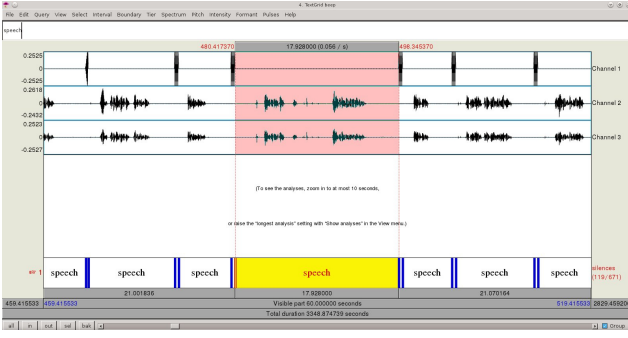 4. TextGrid beep
File Edit Query View Select Interval Boundary Tier Spectrum Pitch Intensity Formant Pulses Help
speech
480.417370 17.928000 (0.056 / s) 498.345370
0.2525
0 Channel 1
-0.2525
0.2618
0 Channel 2
-0.2432
0.2523
0 Channel 3
-0.2527
(To see the analyses, zoom in to at most 10 seconds,
or raise the "longest analysis" setting with "Show analyses" in the View menu.)
1 speech speech speech speech speech speech speech silences
(119/671)
21.001836 17.928000 21.070164
459.415533 459.415533 Visible part 60.000000 seconds 519.415533 2829.459206
Total duration 3348.874739 seconds
all in out sel bak Group